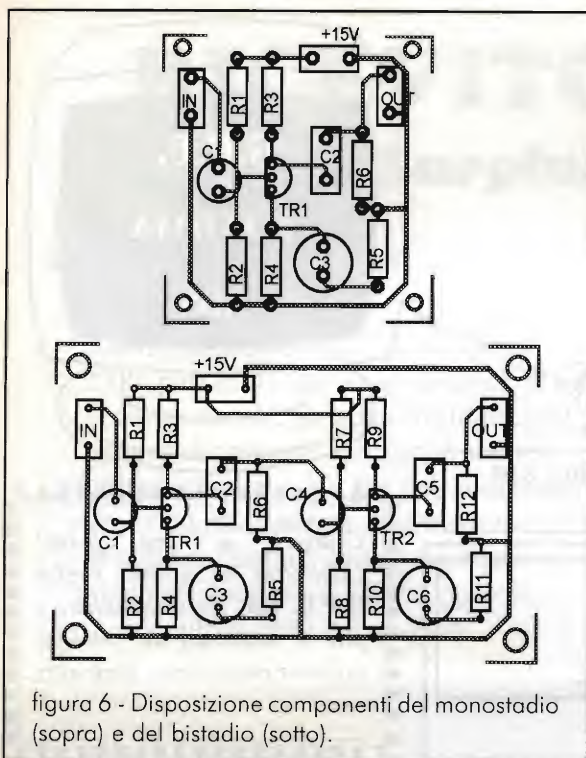 +15V
IN
R1
R3
OUT
C1
C2
R6
TR1
R2
R4
C3
R5
+15V
IN
R1
R3
R7
R9
OUT
C2
R6
C4
C5
R12
C1
TR1
TR2
R2
R4
C3
R5
R8
R10
C6
R11
figura 6 - Disposizione componenti del monostadio
(sopra) e del bistadio (sotto).